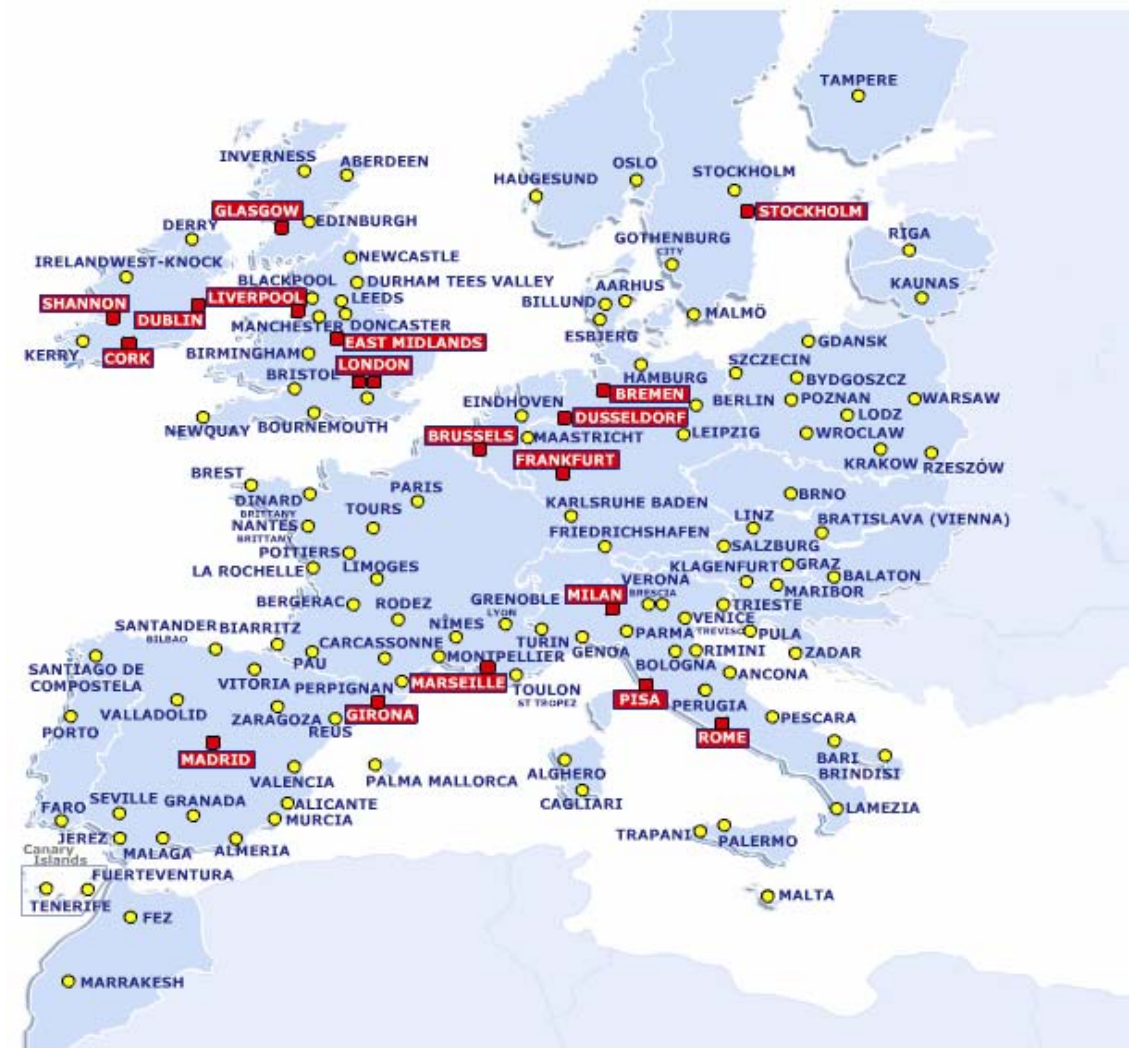 TAMPERE
INVERNESS
ABERDEEN
OSLO
HAUGESUND
STOCKHOLM
GLASGOW
STOCKHOLM
DERRY
EDINBURGH
GOTHENBURG
CITY
RIGA
IRELANDWEST-KNOCK
NEWCASTLE
BLACKPOOL
DURHAM TEES VALLEY
AARHUS
KAUNAS
SHANNON
LIVERPOOL
LEEDS
BILLUND
DUBLIN
MANCHESTER
DONCASTER
ESBJERG
MALMÖ
KERRY
CORK
BIRMINGHAM
EAST MIDLANDS
GDANSK
LONDON
SZCZECIN
BRISTOL
HAMBURG
BYDGOSZCZ
BREMEN
BERLIN
POZNAN
WARSAW
NEWQUAY
BOURNEMOUTH
EINDHOVEN
DUSSELDORF
LODZ
BRUSSELS
MAASTRICHT
LEIPZIG
WROCLAW
FRANKFURT
KRAKOW
RZESZÓW
BREST
DINARD
BRITTANY
PARIS
BRNO
NANTES
BRITTANY
TOURS
KARLSRUHE BADEN
LINZ
BRATISLAVA (VIENNA)
FRIEDRICHSHAFEN
POITIERS
SALZBURG
LA ROCHELLE
LIMOGES
KLAGENFURT
GRAZ
BALATON
VERONA
BRESCIA
MARIBOR
BERGERAC
RODEZ
GRENOBLE
LYON
MILAN
TRIESTE
VENICE
TREVISO
SANTANDER
BILBAO
BIARRITZ
CARCASSONNE
NÎMES
TURIN
PARMA
PULA
GENOA
RIMINI
ZADAR
SANTIAGO DE
COMPOSTELA
VITORIA
PAU
MONTPELLIER
BOLOGNA
ANCONA
PERPIGNAN
MARSEILLE
TOULON
ST TROPEZ
PISA
PERUGIA
VALLADOLID
ZARAGOZA
GIRONA
PORTO
REUS
PESCARA
ROME
MADRID
BARI
VALENCIA
PALMA MALLORCA
ALGHERO
BRINDISI
SEVILLE
GRANADA
ALICANTE
CAGLIARI
FARO
MURCIA
LAMEZIA
JEREZ
TRAPANI
PALERMO
MALAGA
ALMERIA
Canary
Islands
FUERTEVENTURA
TENERIFE
MALTA
FEZ
MARRAKESH